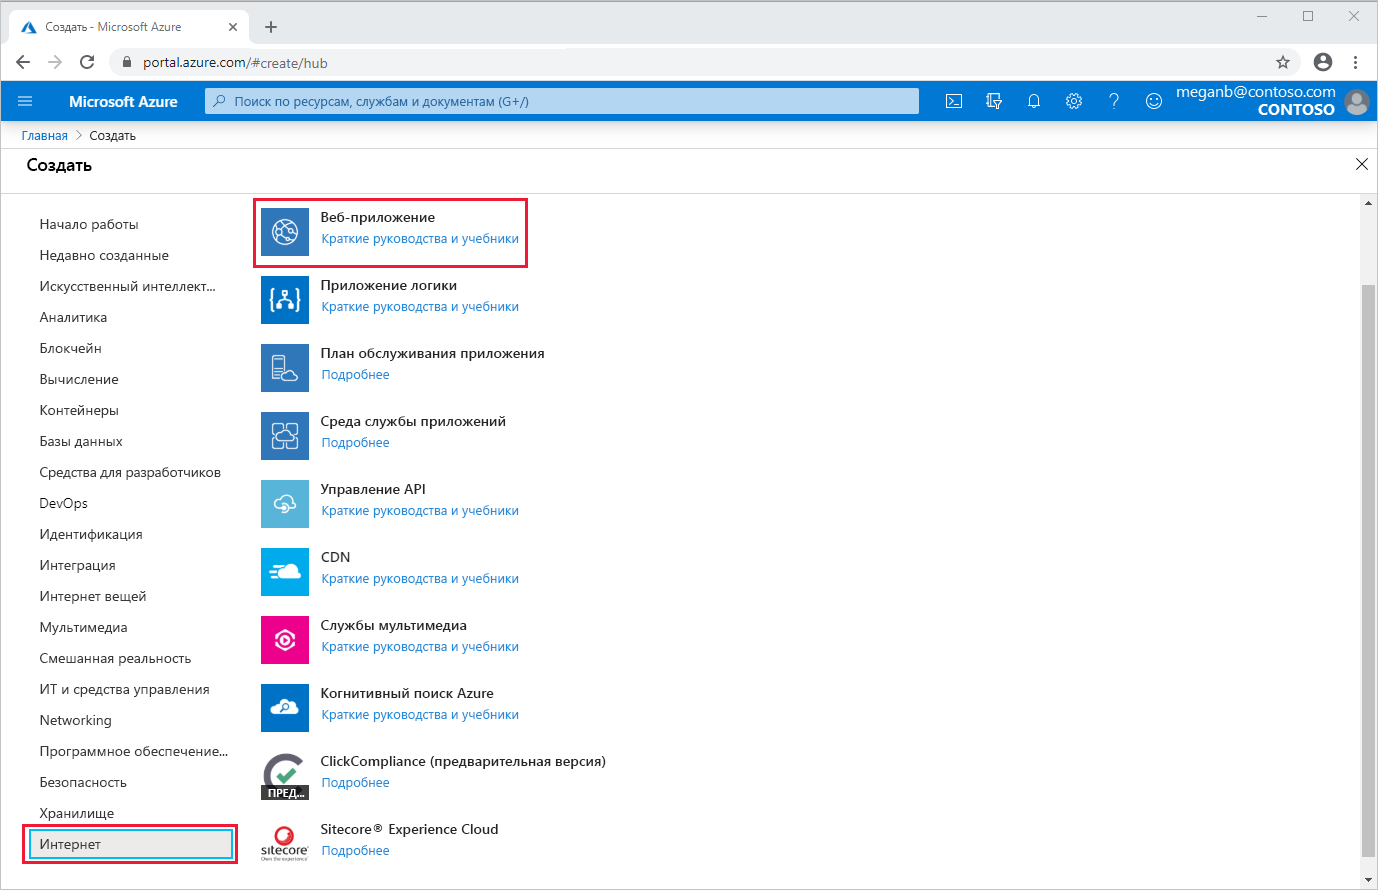 Создать - Microsoft Azure
portal.azure.com/#create/hub
Microsoft Azure
Поиск по ресурсам, службам и документам (G+/)
meganb@contoso.com
CONTOSO
Главная > Создать
Создать
Начало работы
Недавно созданные
Искусственный интеллект...
Аналитика
Блокчейн
Вычисление
Контейнеры
Базы данных
Средства для разработчиков
DevOps
Идентификация
Интеграция
Интернет вещей
Мультимедиа
Смешанная реальность
ИТ и средства управления
Networking
Программное обеспечение...
Безопасность
Хранилище
Интернет
Веб-приложение
Краткие руководства и учебники
Приложение логики
Краткие руководства и учебники
План обслуживания приложения
Подробнее
Среда службы приложений
Подробнее
Управление API
Краткие руководства и учебники
CDN
Краткие руководства и учебники
Службы мультимедиа
Краткие руководства и учебники
Когнитивный поиск Azure
Краткие руководства и учебники
ПРЕД...
ClickCompliance (предварительная версия)
Подробнее
sitecore
Own the experience
Sitecore® Experience Cloud
Подробнее